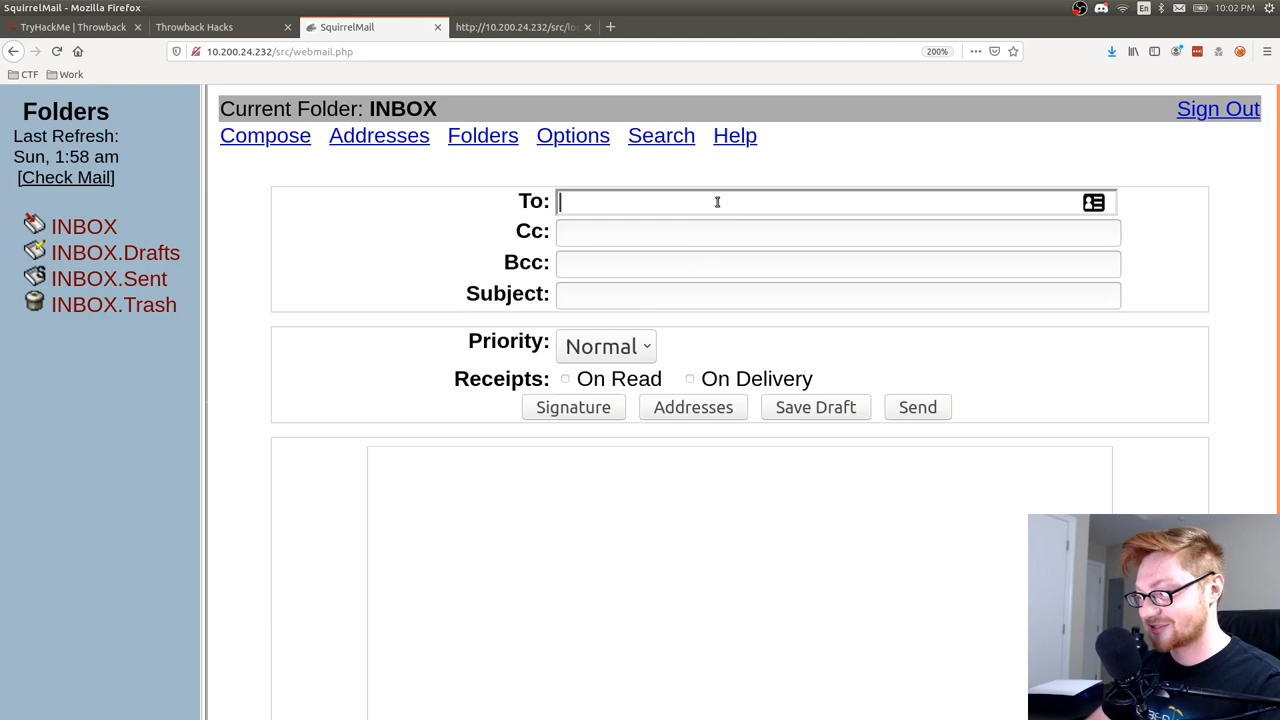 SquirrelMail - Mozilla Firefox
En
10:02 PM
TryHackMe | Throwback
Throwback Hacks
SquirrelMail
http://10.200.24.232/src/lo
10.200.24.232/src/webmail.php
200%
CTF
Work
Folders
Last Refresh:
Sun, 1:58 am
[Check Mail]
INBOX
INBOX.Drafts
INBOX.Sent
INBOX.Trash
Current Folder: INBOX
Sign Out
Compose Addresses Folders Options Search Help
To:
Cc:
Bcc:
Subject:
Priority: Normal
Receipts: On Read On Delivery
Signature Addresses Save Draft Send